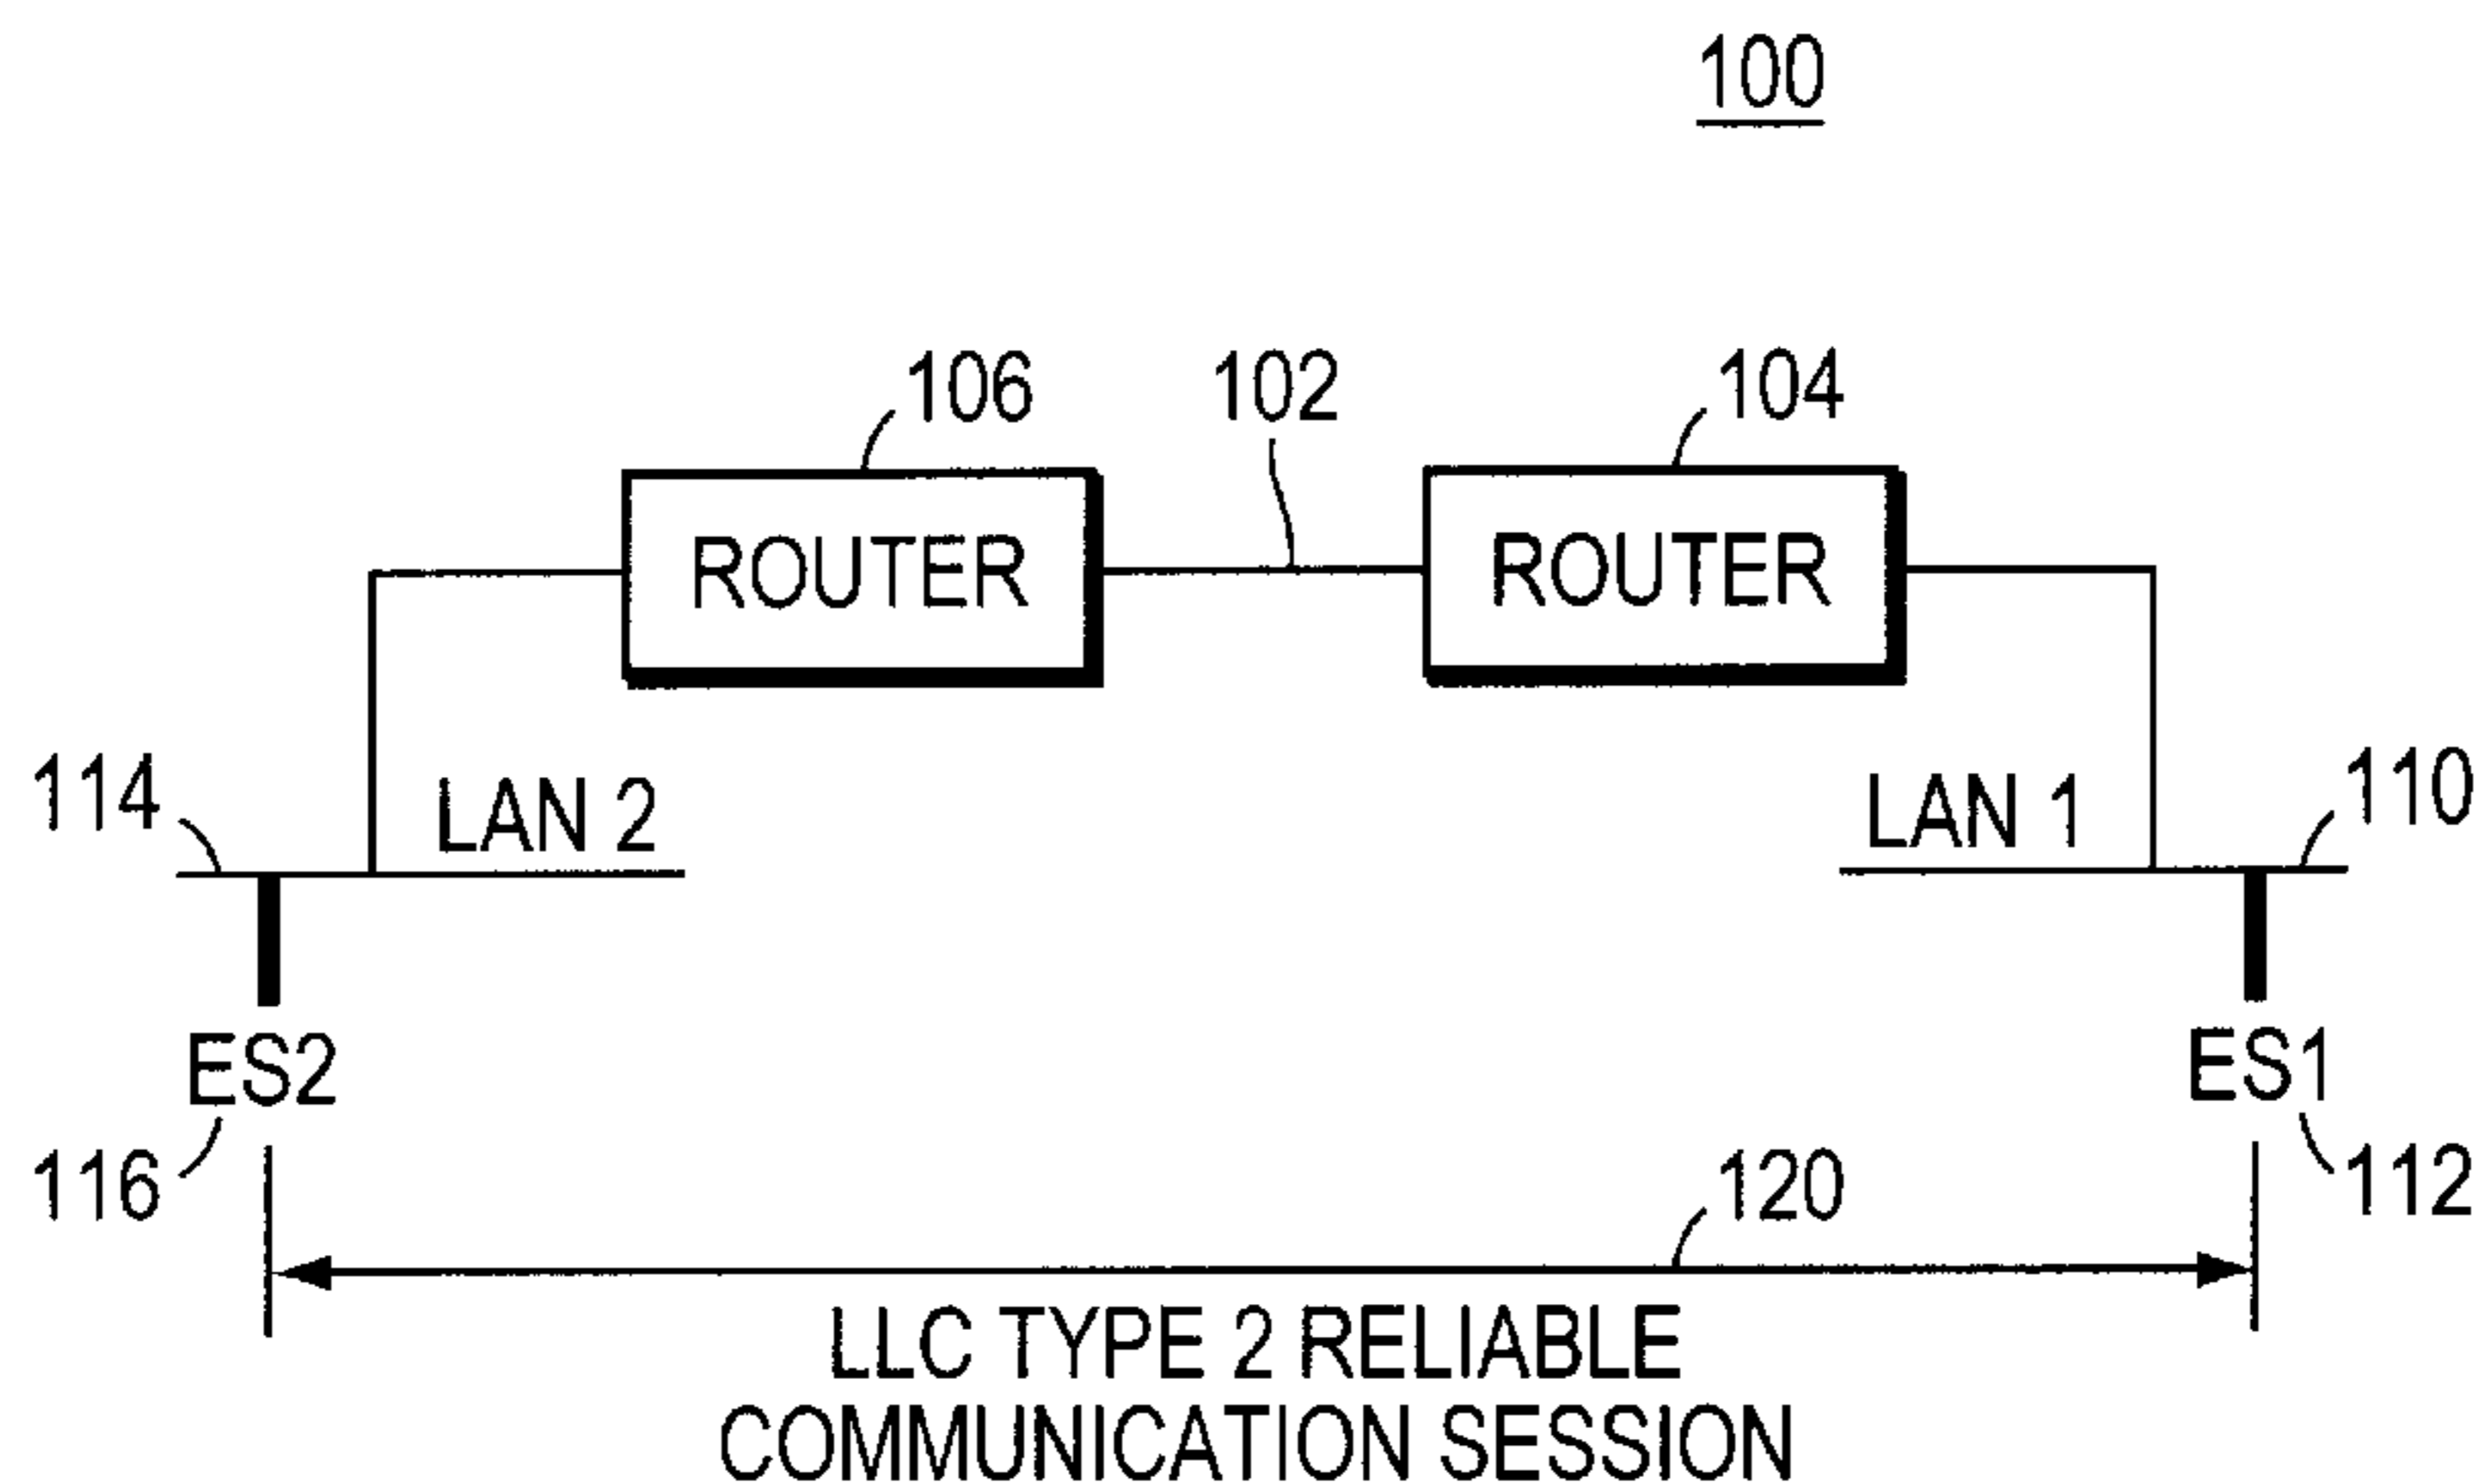 100
106 102 104
ROUTER ROUTER
114 LAN 2 LAN 1 110
ES2 ES1
116 120 112
LLC TYPE 2 RELIABLE
COMMUNICATION SESSION